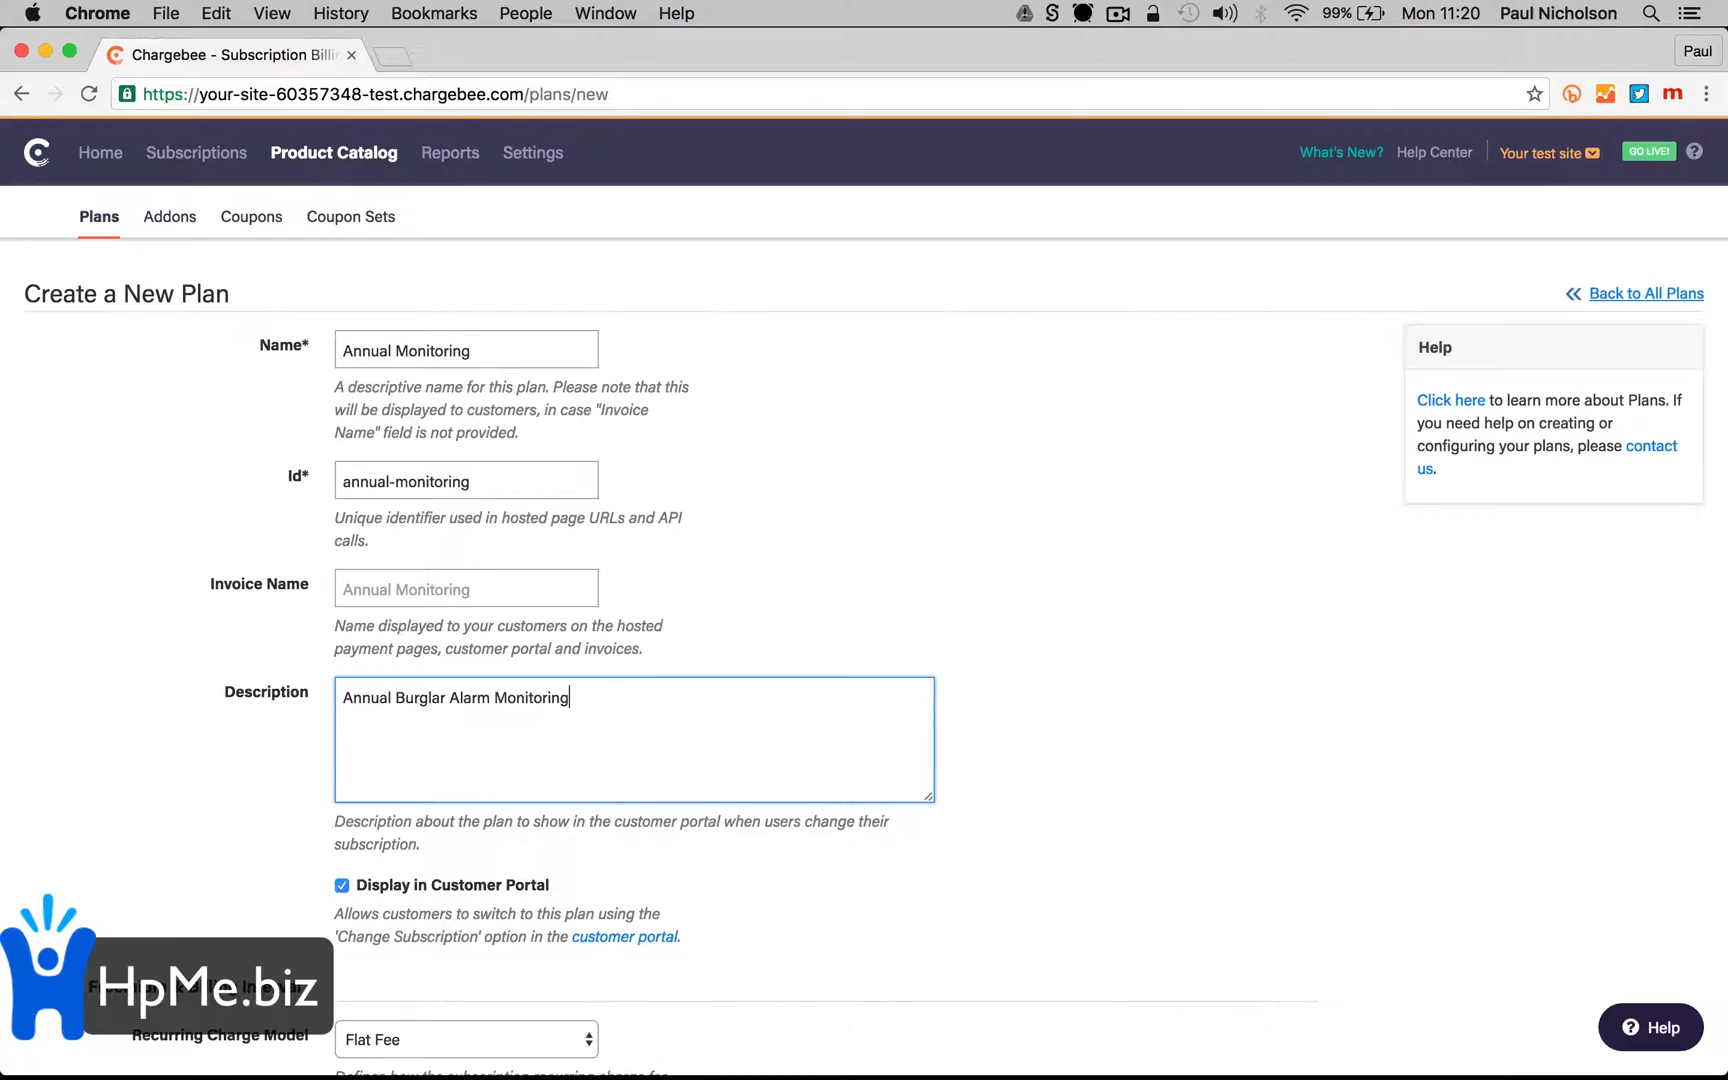 Chrome File Edit View History Bookmarks People Window Help 99% Mon 11:20 Paul Nicholson
Chargebee - Subscription Billi Paul
https://your-site-60357348-test.chargebee.com/plans/new
Home Subscriptions Product Catalog Reports Settings What's New? Help Center Your test site GO LIVE!
Plans Addons Coupons Coupon Sets
Create a New Plan Back to All Plans
Name* Annual Monitoring
A descriptive name for this plan. Please note that this
will be displayed to customers, in case "Invoice
Name" field is not provided.
Help
Click here to learn more about Plans. If
you need help on creating or
configuring your plans, please contact
us.
Id* annual-monitoring
Unique identifier used in hosted page URLs and API
calls.
Invoice Name Annual Monitoring
Name displayed to your customers on the hosted
payment pages, customer portal and invoices.
Description Annual Burglar Alarm Monitoring
Description about the plan to show in the customer portal when users change their
subscription.
Display in Customer Portal
Allows customers to switch to this plan using the
'Change Subscription' option in the customer portal.
HpMe.biz
Recurring Charge Model Flat Fee
Help